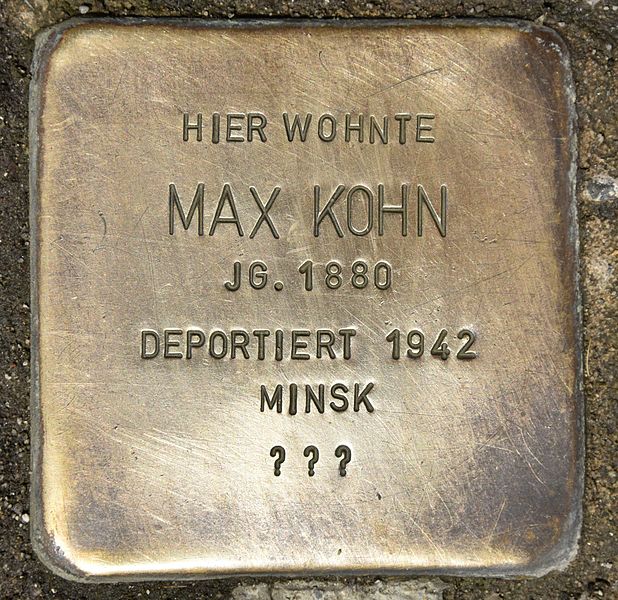 HIER WOHNTE
MAX KOHN
JG. 1880
DEPORTIERT 1942
MINSK
? ? ?